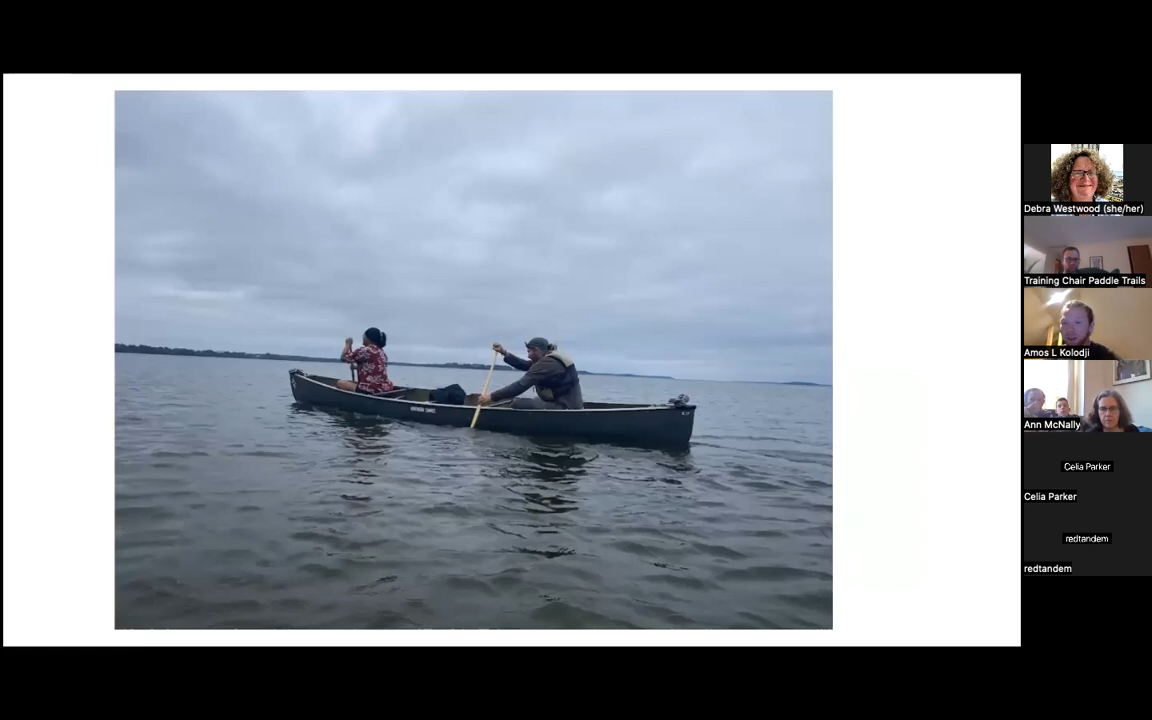 Debra Westwood (she/her)
Training Chair Paddle Trails
Amos L Kolodji
Ann McNally
Celia Parker
Celia Parker
redtandem
redtandem